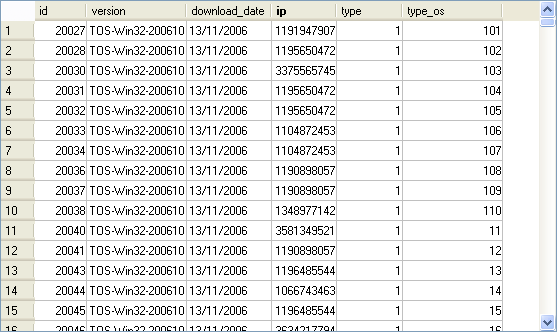 id version download_date ip type type_os
1 20027 TOS-Win32-200610 13/11/2006 1191947907 1 101
2 20028 TOS-Win32-200610 13/11/2006 1195650472 1 102
3 20030 TOS-Win32-200610 13/11/2006 3375565745 1 103
4 20031 TOS-Win32-200610 13/11/2006 1195650472 1 104
5 20032 TOS-Win32-200610 13/11/2006 1195650472 1 105
6 20033 TOS-Win32-200610 13/11/2006 1104872453 1 106
7 20034 TOS-Win32-200610 13/11/2006 1104872453 1 107
8 20036 TOS-Win32-200610 13/11/2006 1190898057 1 108
9 20037 TOS-Win32-200610 13/11/2006 1190898057 1 109
10 20038 TOS-Win32-200610 13/11/2006 1348977142 1 110
11 20040 TOS-Win32-200610 13/11/2006 3581349521 1 11
12 20041 TOS-Win32-200610 13/11/2006 1190898057 1 12
13 20043 TOS-Win32-200610 13/11/2006 1196485544 1 13
14 20044 TOS-Win32-200610 13/11/2006 1066743463 1 14
15 20045 TOS-Win32-200610 13/11/2006 1196485544 1 15
16 20046 TOS-Win32-200610 13/11/2006 3634217794 1 16